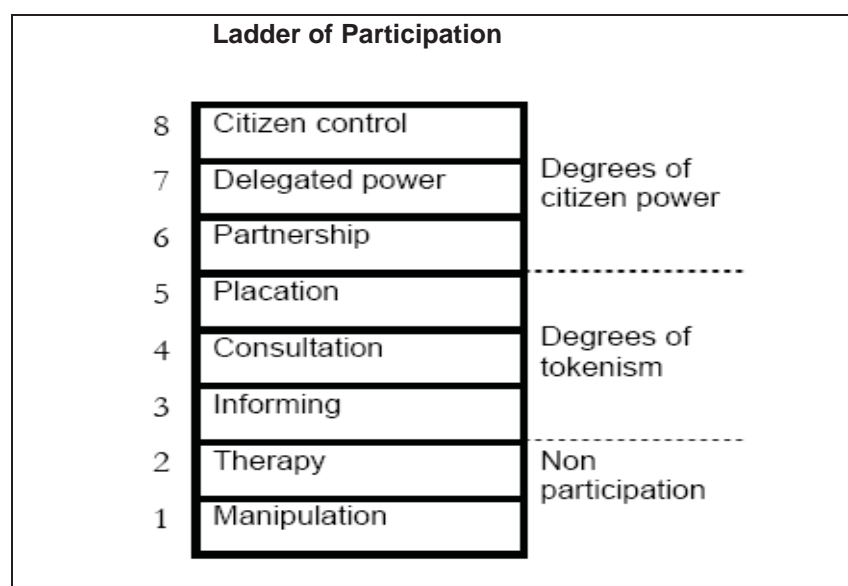 Ladder of Participation
8 Citizen control
7 Delegated power
Degrees of
citizen power
6 Partnership
5 Placation
4 Consultation
Degrees of
tokenism
3 Informing
2 Therapy
Non
participation
1 Manipulation